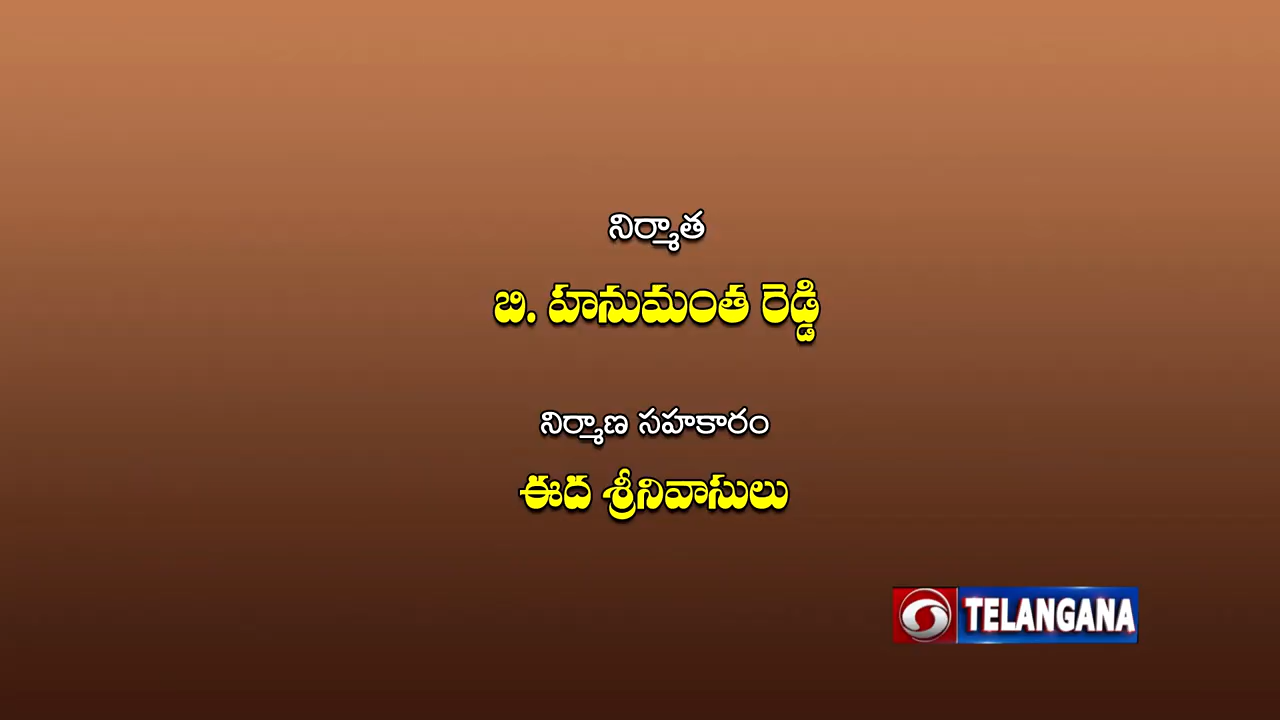 నిర్మాత
బి. హనుమంత రెడ్డి
నిర్మాణ సహకారం
ఈద శ్రీనివాసులు
TELANGANA